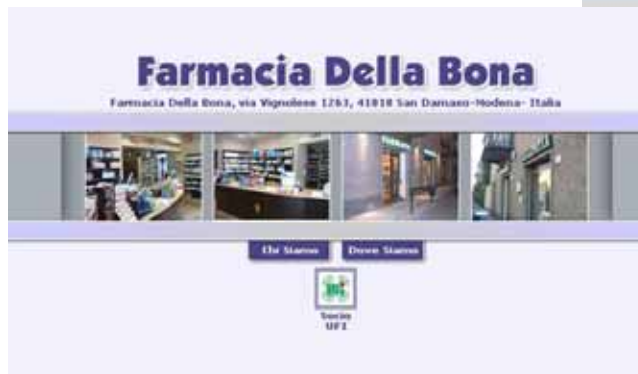 Farmacia Della Bona
Farmacia Della Bona, via Vignolese 1263, 41010 San Damaso-Modena- Italia
Chi Siamo
Dove Siamo
Socio
UFI